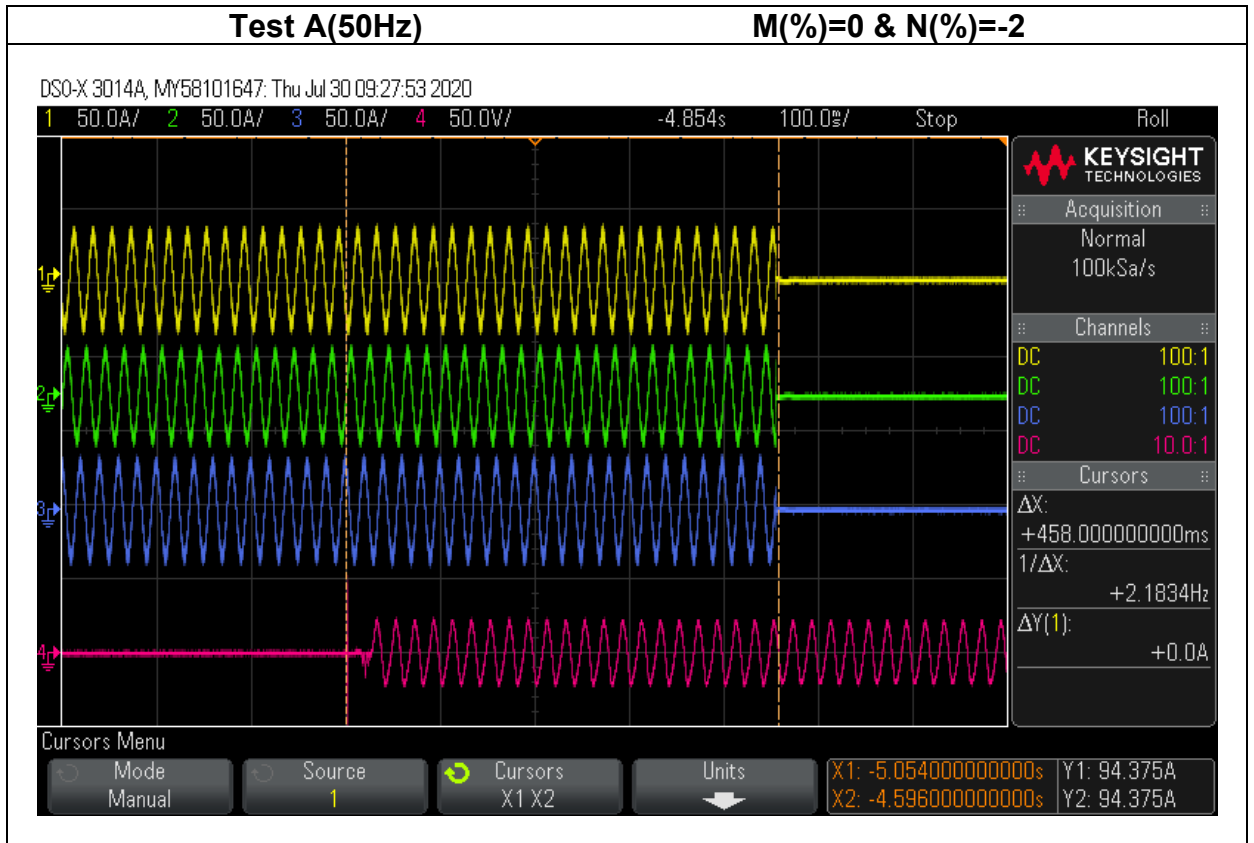 Test A(50Hz) M(%)=0 & N(%)=-2
DSO-X 3014A, MY58101647: Thu Jul 30 09:27:53 2020
1 50.0A/ 2 50.0A/ 3 50.0A/ 4 50.0V/ -4.854s 100.0ms/ Stop Roll
KEYSIGHT
TECHNOLOGIES
Acquisition
Normal
100kSa/s
Channels
DC 100:1
DC 100:1
DC 100:1
DC 10.0:1
Cursors
ΔX:
+458.000000000ms
1/ΔX:
+2.1834Hz
ΔY(1):
+0.0A
1
2
3
4
Cursors Menu
Mode
Manual
Source
1
Cursors
X1 X2
Units
X1: -5.054000000000s Y1: 94.375A
X2: -4.596000000000s Y2: 94.375A